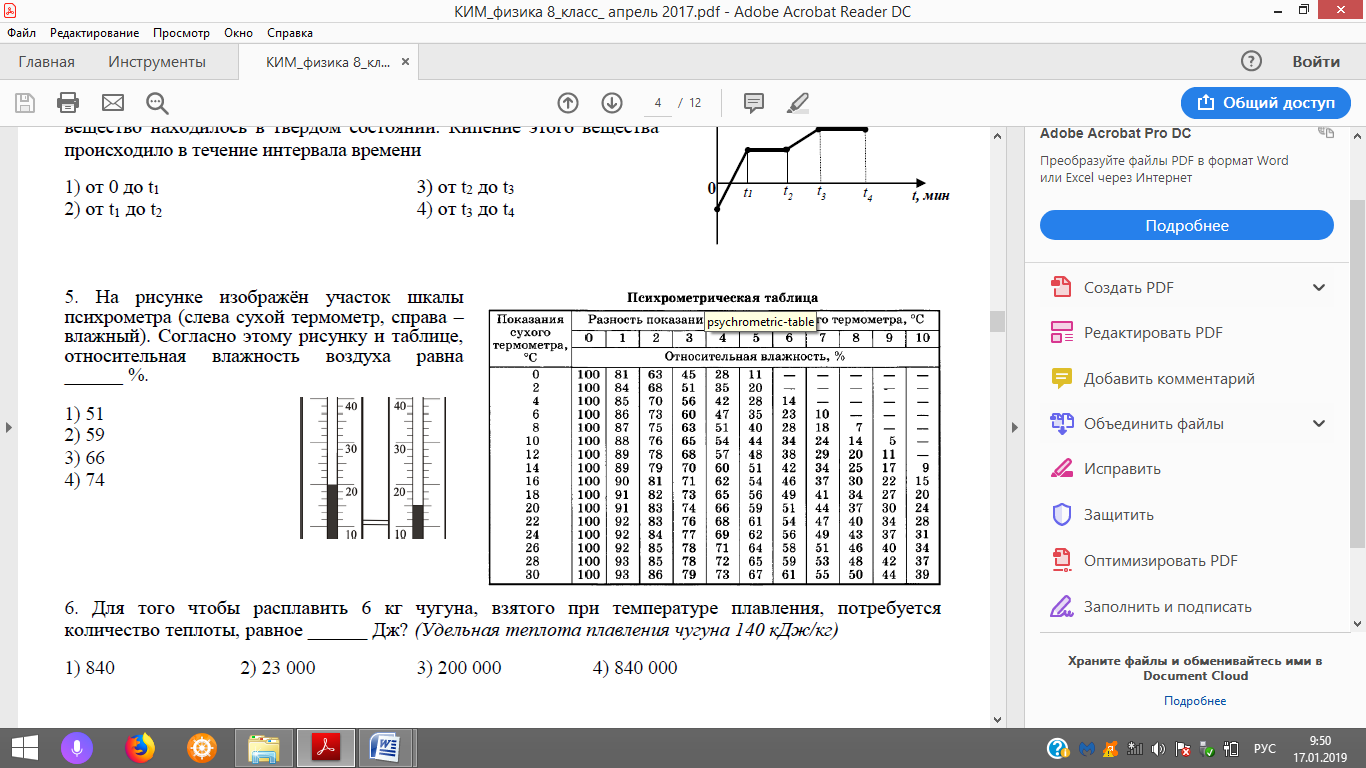 КИМ_физика 8_класс_ апрель 2017.pdf - Adobe Acrobat Reader DC
Файл Редактирование Просмотр Окно Справка
Главная Инструменты КИМ_физика 8_кл... × Войти
4 / 12 Общий доступ
вещество находилось в твердом состоянии. Кипение этого вещества
происходило в течение интервала времени
1) от 0 до t1 3) от t2 до t3
2) от t1 до t2 4) от t3 до t4
0 t1 t2 t3 t4 t, мин
5. На рисунке изображён участок шкалы
психрометра (слева сухой термометр, справа –
влажный). Согласно этому рисунку и таблице,
относительная влажность воздуха равна
______ %.
1) 51
2) 59
3) 66
4) 74
40 40
30 30
20 20
10 10
Психрометрическая таблица
Показания сухого термометра, °С
Разность показани ого термометра, °С
psychrometric-table
0 1 2 3 4 5 6 7 8 9 10
Относительная влажность, %
0 100 81 63 45 28 11 — — — — —
2 100 84 68 51 35 20 — — — — —
4 100 85 70 56 42 28 14 — — — —
6 100 86 73 60 47 35 23 10 — — —
8 100 87 75 63 51 40 28 18 7 — —
10 100 88 76 65 54 44 34 24 14 5 —
12 100 89 78 68 57 48 38 29 20 11 —
14 100 89 79 70 60 51 42 34 25 17 9
16 100 90 81 71 62 54 46 37 30 22 15
18 100 91 82 73 65 56 49 41 34 27 20
20 100 91 83 74 66 59 51 44 37 30 24
22 100 92 83 76 68 61 54 47 40 34 28
24 100 92 84 77 69 62 56 49 43 37 31
26 100 92 85 78 71 64 58 51 46 40 34
28 100 93 85 78 72 65 59 53 48 42 37
30 100 93 86 79 73 67 61 55 50 44 39
6. Для того чтобы расплавить 6 кг чугуна, взятого при температуре плавления, потребуется
количество теплоты, равное ______ Дж? (Удельная теплота плавления чугуна 140 кДж/кг)
1) 840 2) 23 000 3) 200 000 4) 840 000
Adobe Acrobat Pro DC
Преобразуйте файлы PDF в формат Word
или Excel через Интернет
Подробнее
Создать PDF
Редактировать PDF
Добавить комментарий
Объединить файлы
Исправить
Защитить
Оптимизировать PDF
Заполнить и подписать
Храните файлы и обменивайтесь ими в
Document Cloud
Подробнее
РУС 9:50
17.01.2019